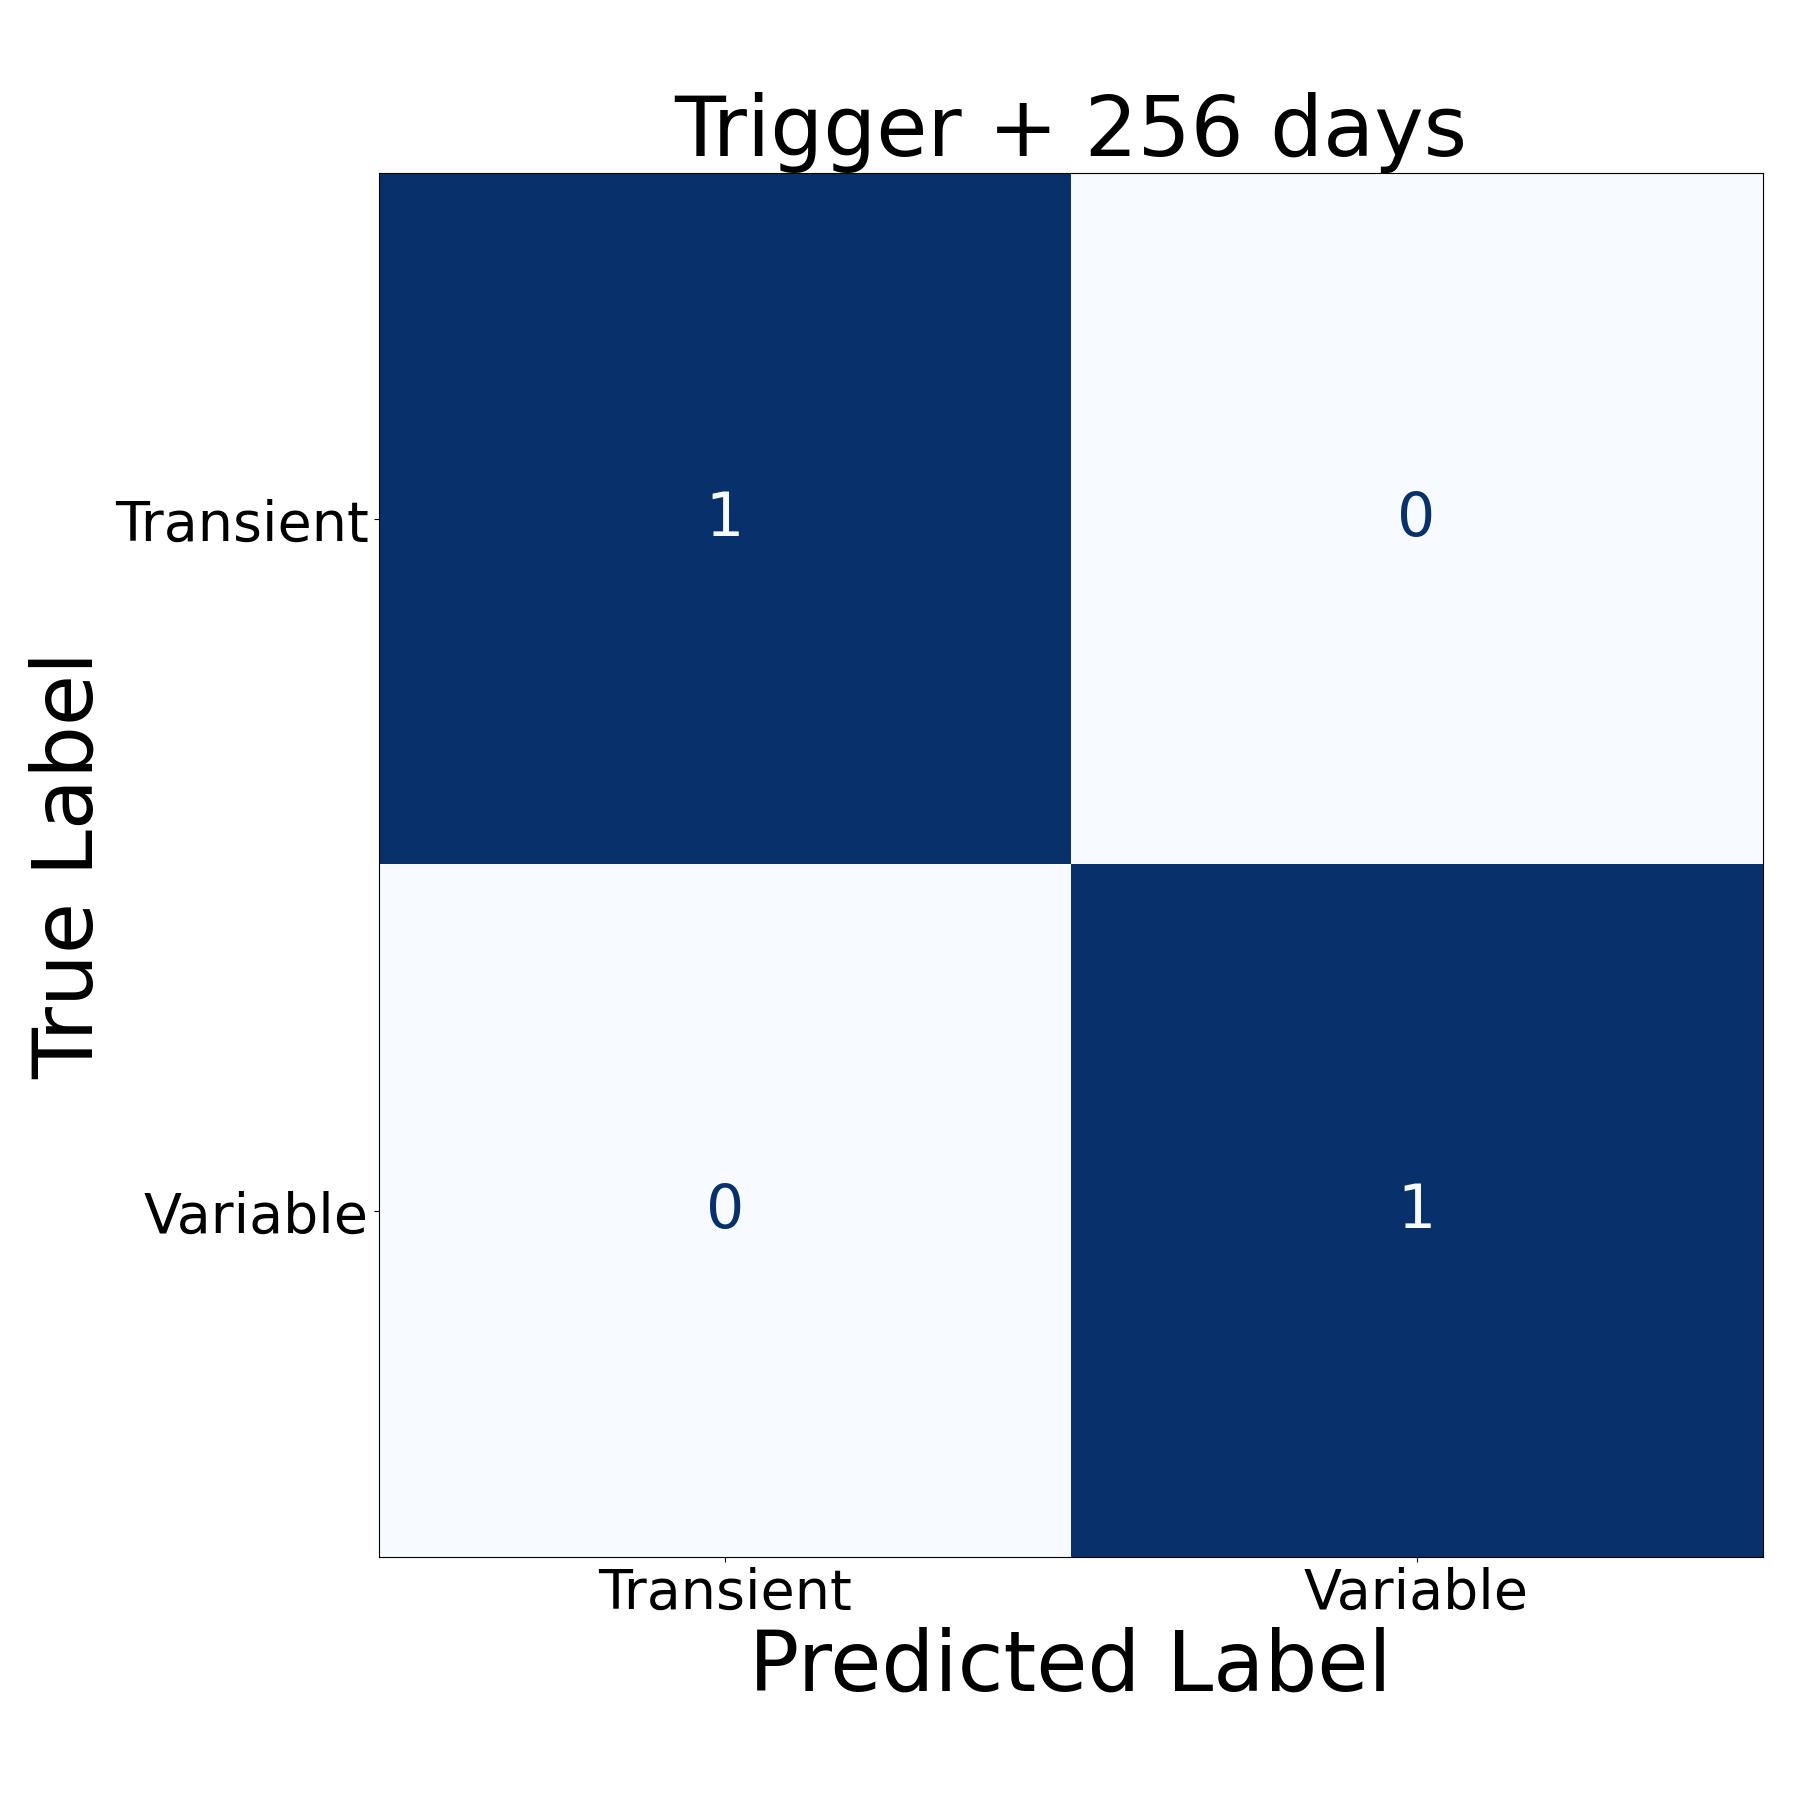 Trigger + 256 days
True Label
Transient
1
0
Variable
0
1
Transient
Variable
Predicted Label